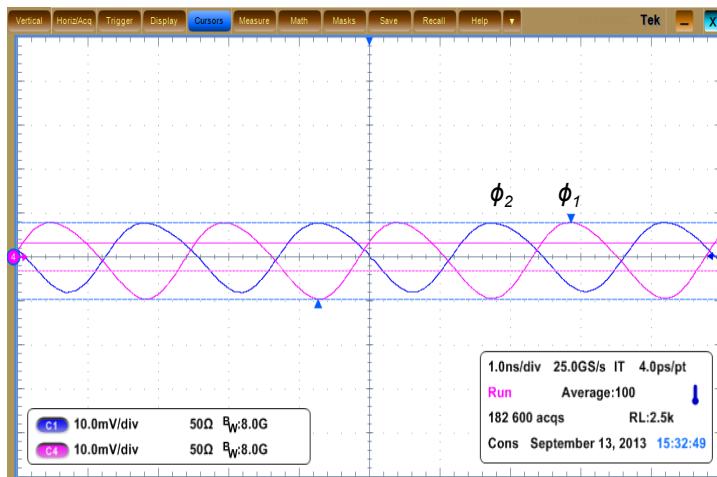 Vertical Horiz/Acq Trigger Display Cursors Measure Math Masks Save Recall Help ▼ Tek – X
ϕ2 ϕ1
4
1.0ns/div 25.0GS/s IT 4.0ps/pt
Run Average:100
182 600 acqs RL:2.5k
Cons September 13, 2013 15:32:49
C1 10.0mV/div 50Ω BW:8.0G
C4 10.0mV/div 50Ω BW:8.0G